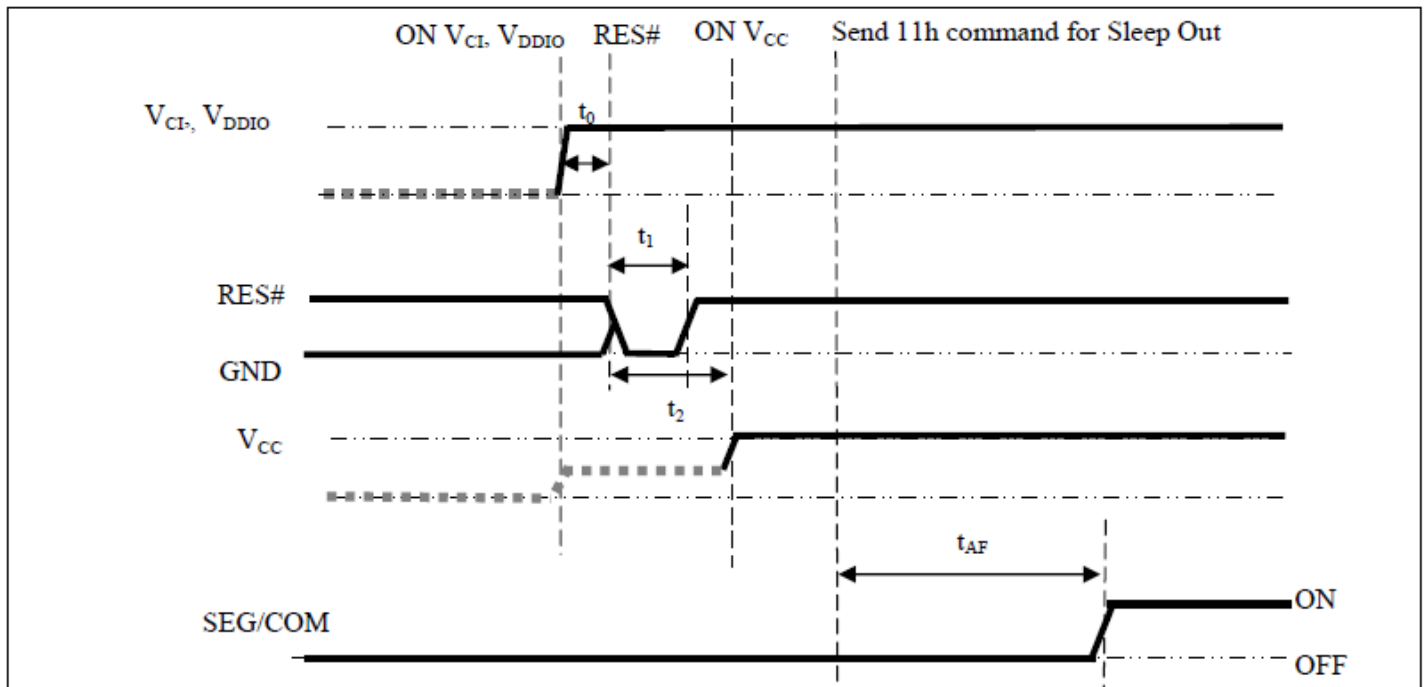 ON V_CI, V_DDIO RES# ON V_CC Send 11h command for Sleep Out
V_CI,, V_DDIO
t_0
t_1
RES#
GND
t_2
V_CC
t_AF
SEG/COM
ON
OFF